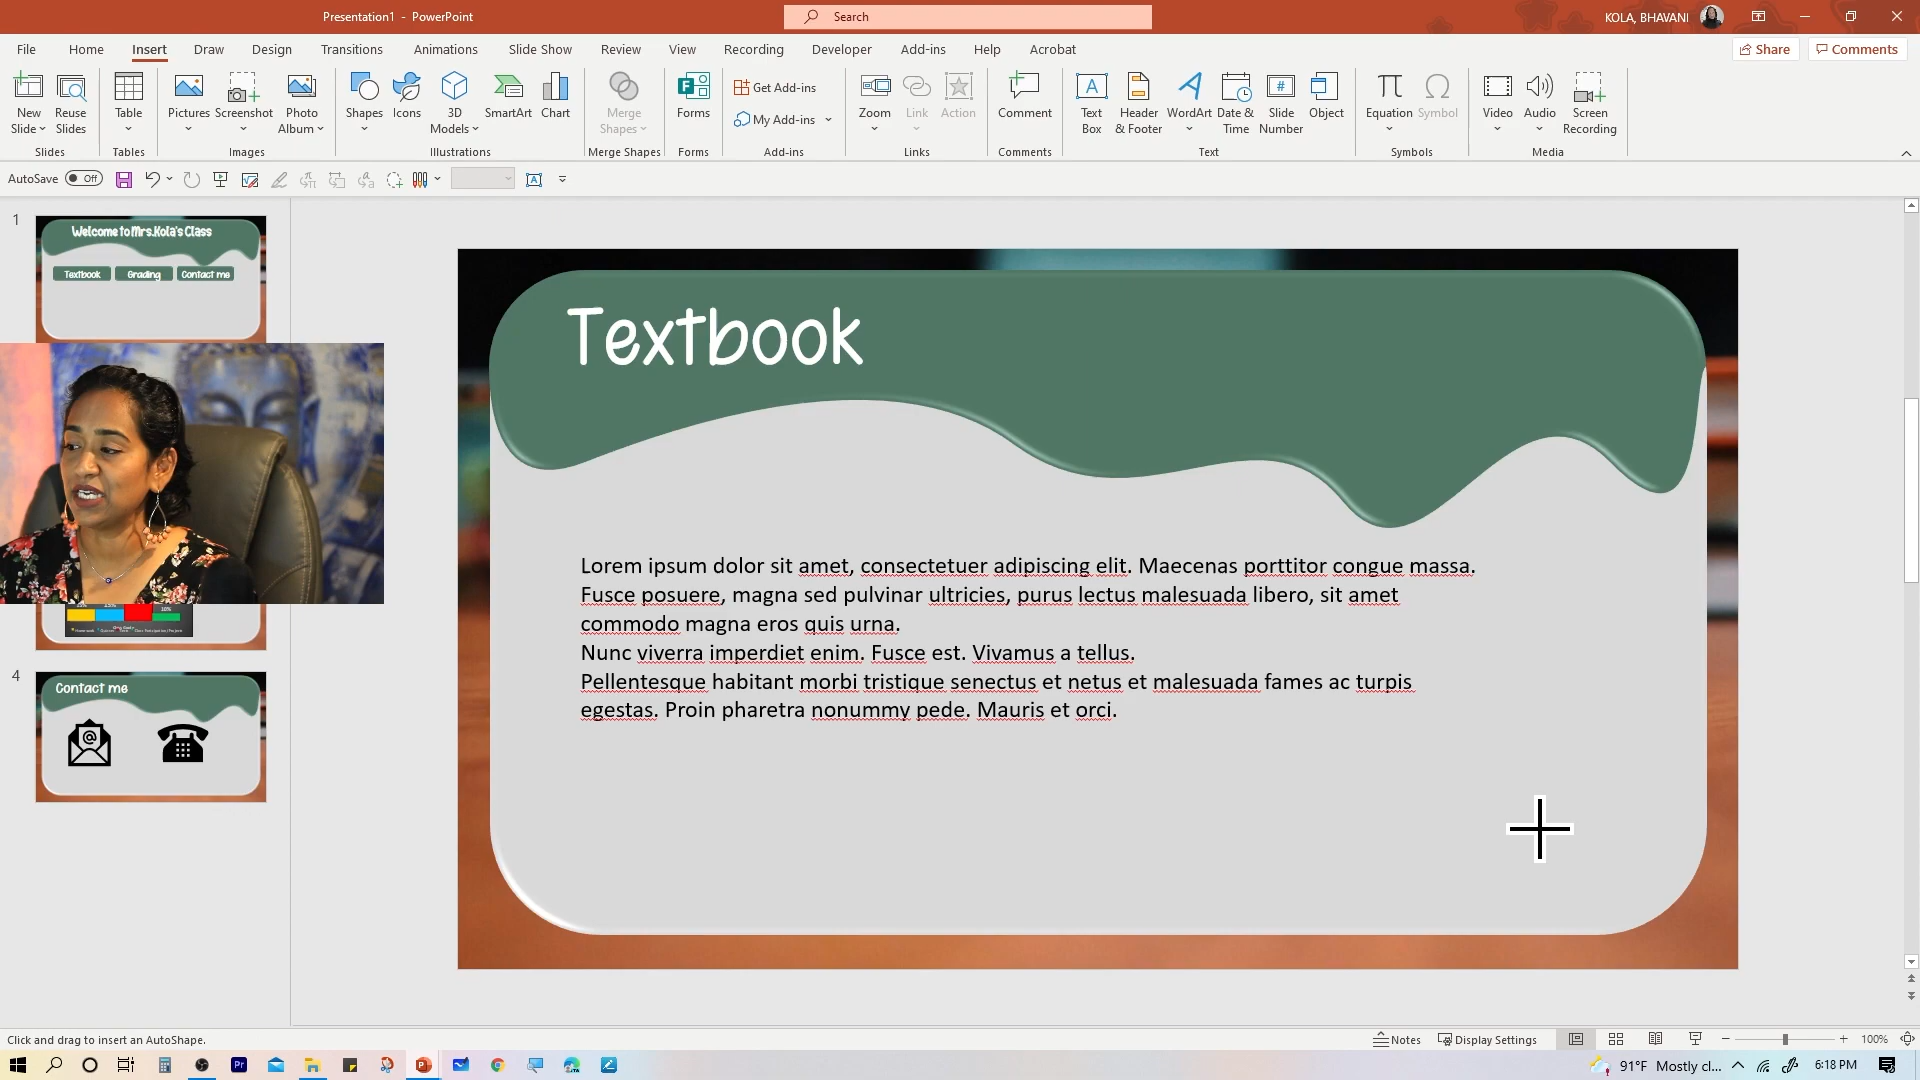 Presentation1 - PowerPoint
Search
KOLA, BHAVANI
File Home Insert Draw Design Transitions Animations Slide Show Review View Recording Developer Add-ins Help Acrobat
Share Comments
New Slide
Reuse Slides
Table
Pictures
Screenshot
Photo Album
Shapes
Icons
3D Models
SmartArt
Chart
Merge Shapes
Forms
Get Add-ins
My Add-ins
Zoom
Link
Action
Comment
Text Box
Header & Footer
WordArt
Date & Time
Slide Number
Object
Equation
Symbol
Video
Audio
Screen Recording
Slides Tables Images Illustrations Merge Shapes Forms Add-ins Links Comments Text Symbols Media
AutoSave Off
1
Welcome to Mrs.Kola's Class
Textbook Grading Contact me
4
Contact me
Textbook
Lorem ipsum dolor sit amet, consectetuer adipiscing elit. Maecenas porttitor congue massa.
Fusce posuere, magna sed pulvinar ultricies, purus lectus malesuada libero, sit amet
commodo magna eros quis urna.
Nunc viverra imperdiet enim. Fusce est. Vivamus a tellus.
Pellentesque habitant morbi tristique senectus et netus et malesuada fames ac turpis
egestas. Proin pharetra nonummy pede. Mauris et orci.
Click and drag to insert an AutoShape.
Notes Display Settings 100%
91°F Mostly cl... 6:18 PM